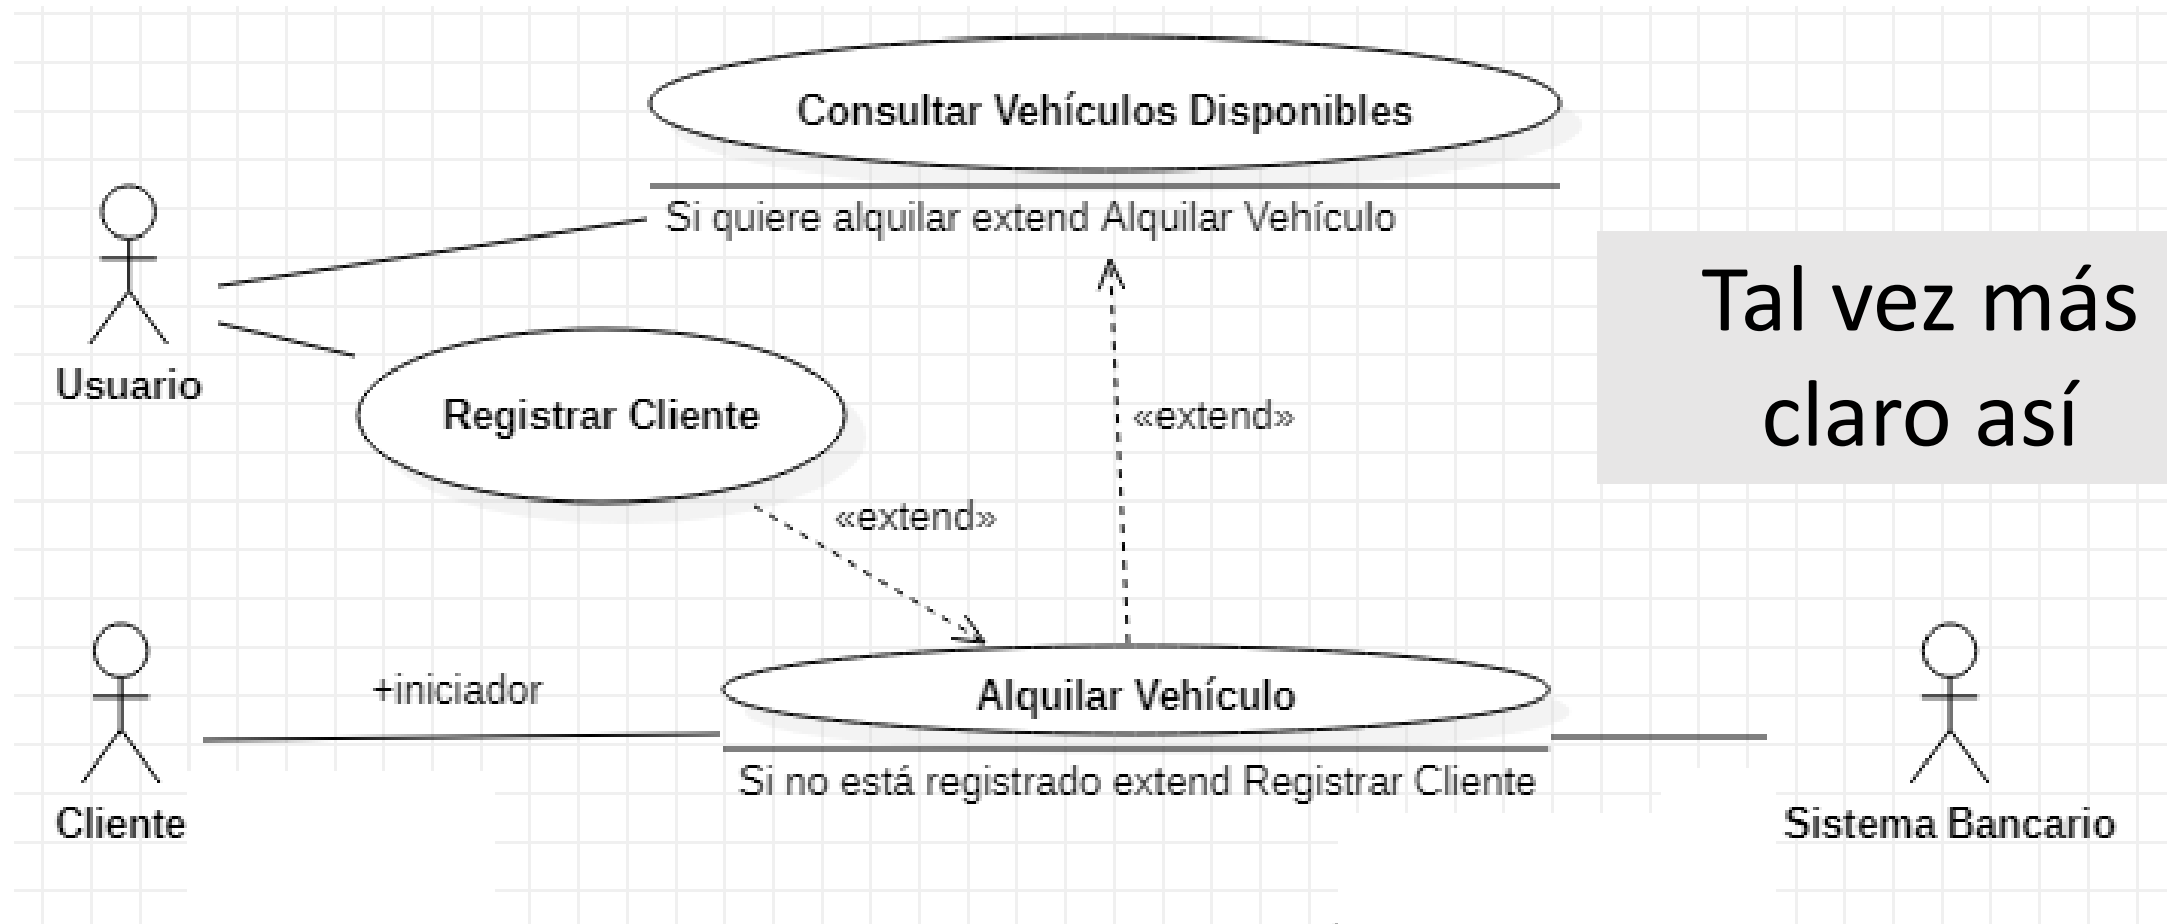 Consultar Vehículos Disponibles
Si quiere alquilar extend Alquilar Vehículo
Usuario
Tal vez más
claro así
Registrar Cliente
«extend»
«extend»
+iniciador
Alquilar Vehículo
Si no está registrado extend Registrar Cliente
Cliente
Sistema Bancario